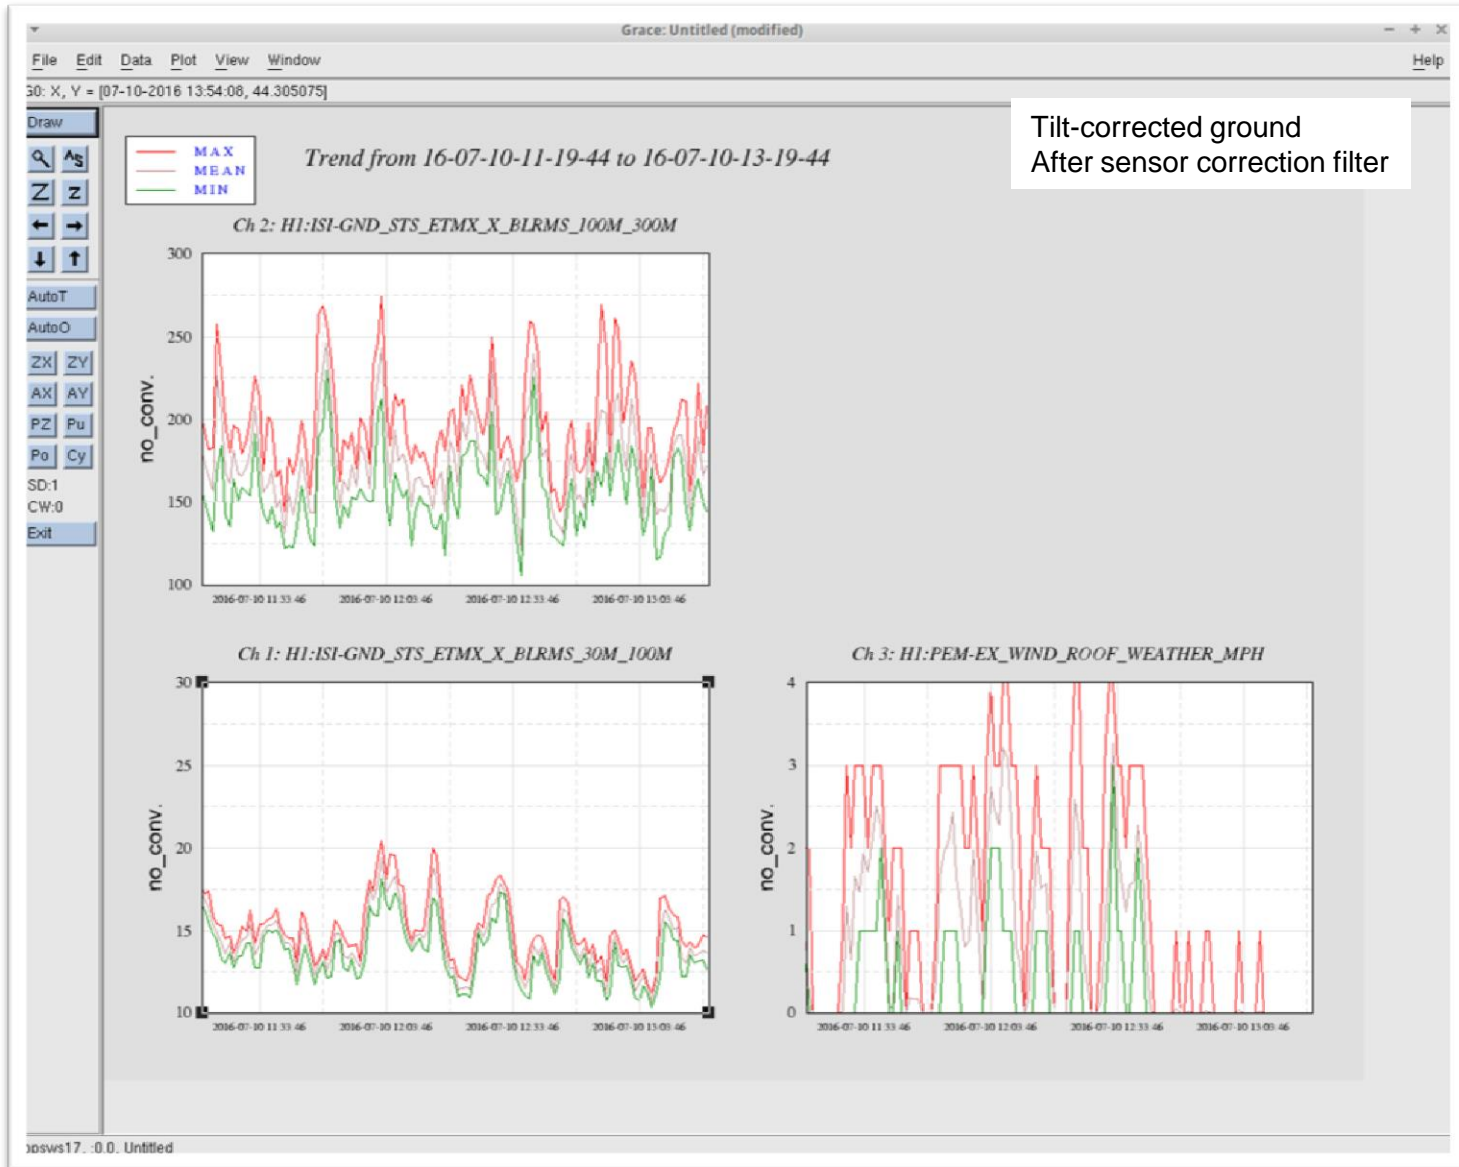 Grace: Untitled (modified)
File Edit Data Plot View Window Help
G0: X, Y = [07-10-2016 13:54:08, 44.305075]
Tilt-corrected ground
After sensor correction filter
Draw
AS
Z z
AutoT
AutoO
ZX ZY
AX AY
PZ Pu
Po Cy
SD:1
CW:0
Exit
MAX
MEAN
MIN
Trend from 16-07-10-11-19-44 to 16-07-10-13-19-44
Ch 2: H1:ISI-GND_STS_ETMX_X_BLRMS_100M_300M
no_conv.
300
250
200
150
100
2016-07-10 11:33:46 2016-07-10 12:03:46 2016-07-10 12:33:46 2016-07-10 13:03:46
Ch 1: H1:ISI-GND_STS_ETMX_X_BLRMS_30M_100M
no_conv.
30
25
20
15
10
2016-07-10 11:33:46 2016-07-10 12:03:46 2016-07-10 12:33:46 2016-07-10 13:03:46
Ch 3: H1:PEM-EX_WIND_ROOF_WEATHER_MPH
no_conv.
4
3
2
1
0
2016-07-10 11:33:46 2016-07-10 12:03:46 2016-07-10 12:33:46 2016-07-10 13:03:46
opsws17. :0.0. Untitled